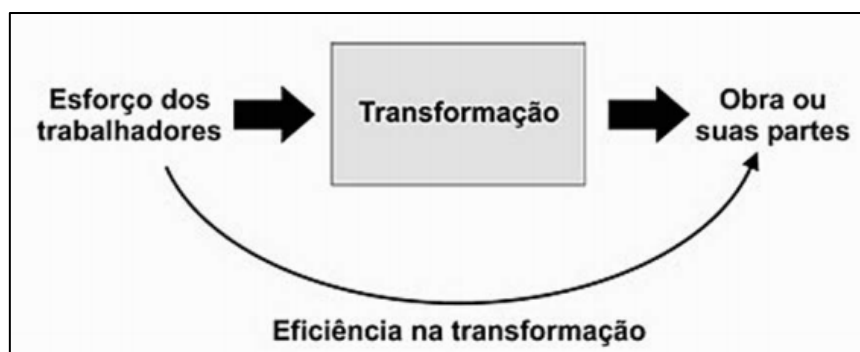 Esforço dos
trabalhadores
Transformação
Obra ou
suas partes
Eficiência na transformação